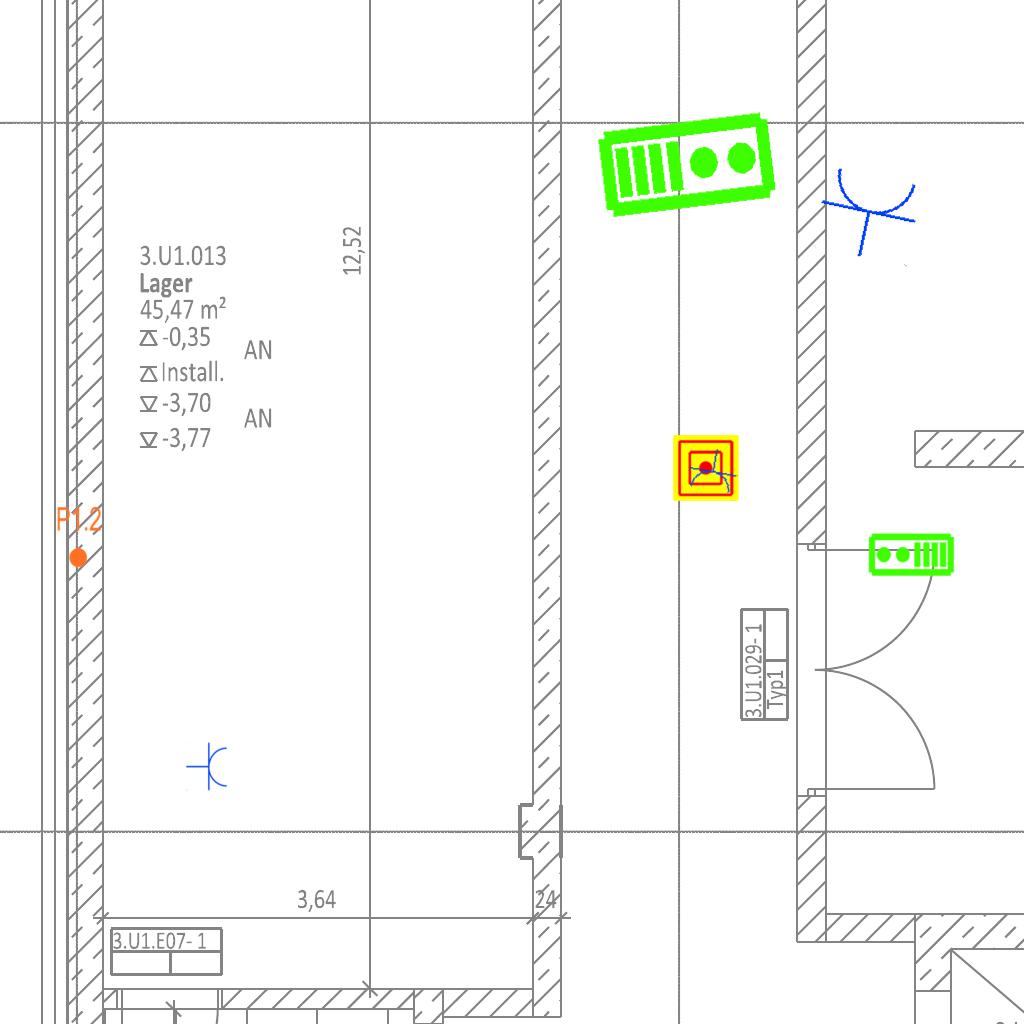 12,52
3.U1.013
Lager
45,47 m²
-0,35
AN
Install.
-3,70
AN
-3,77
P1.2
3.U1.029- 1
Typ1
3,64
24
3.U1.E07- 1